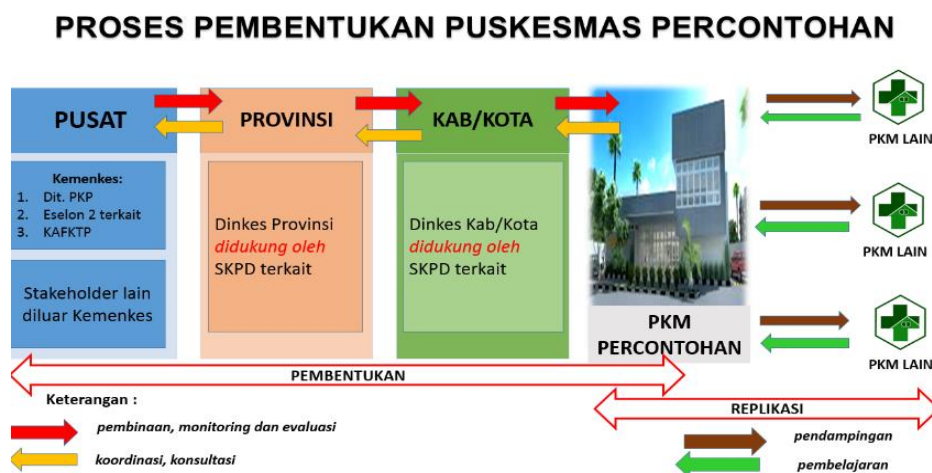 PROSES PEMBENTUKAN PUSKESMAS PERCONTOHAN
PUSAT
Kemenkes:
1. Dit. PKP
2. Eselon 2 terkait
3. KAFKTP
Stakeholder lain
diluar Kemenkes
PROVINSI
Dinkes Provinsi
didukung oleh
SKPD terkait
KAB/KOTA
Dinkes Kab/Kota
didukung oleh
SKPD terkait
PKM
PERCONTOHAN
PKM LAIN
PKM LAIN
PKM LAIN
PEMBENTUKAN
REPLIKASI
Keterangan :
pembinaan, monitoring dan evaluasi
koordinasi, konsultasi
pendampingan
pembelajaran